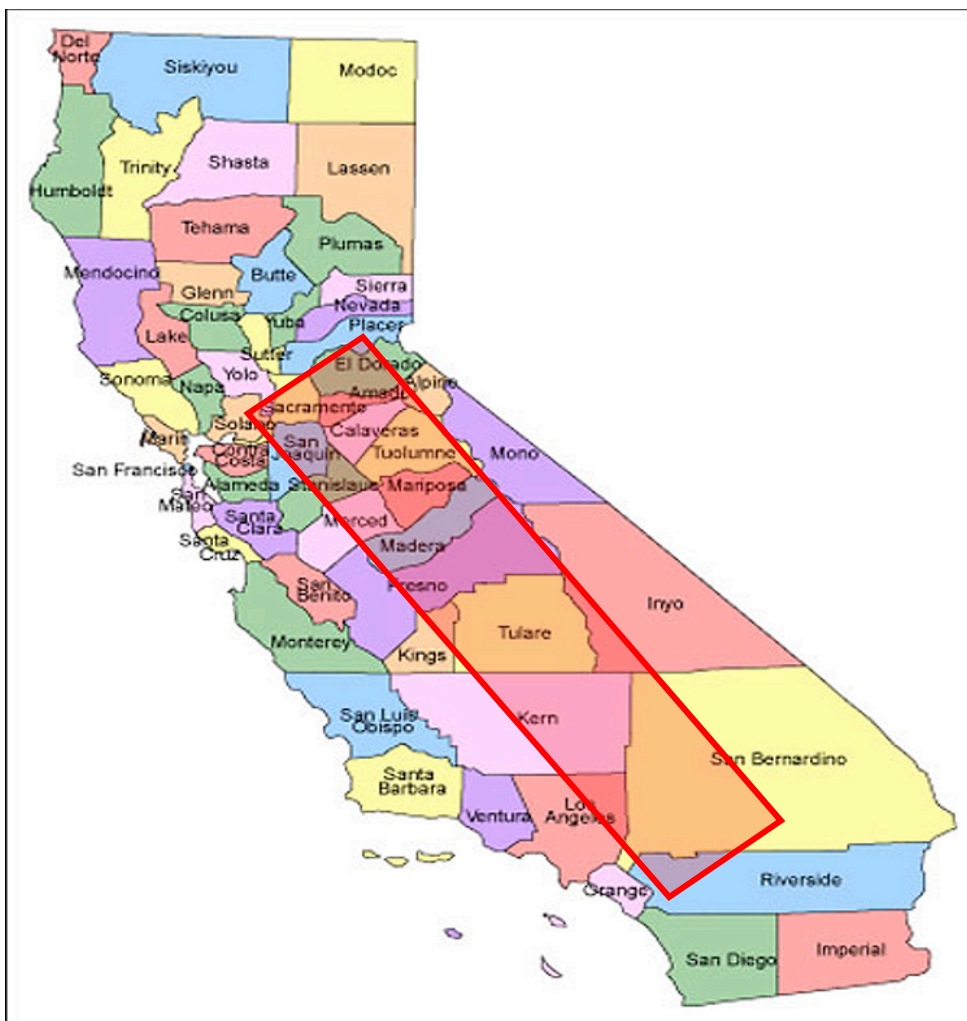 Del
Norte
Siskiyou
Modoc
Humboldt
Trinity
Shasta
Lassen
Tehama
Plumas
Mendocino
Glenn
Butte
Sierra
Nevada
Colusa
Yuba
Placer
Lake
Sutter
El Dorado
Sonoma
Napa
Yolo
Alpine
Amador
Sacramento
Solano
Marin
Calaveras
San
Joaquin
Contra
Costa
Tuolumne
Mono
San Francisco
Alameda
Stanislaus
Mariposa
San
Mateo
Santa
Clara
Merced
Santa
Cruz
Madera
San
Benito
Fresno
Inyo
Monterey
Kings
Tulare
San Luis
Obispo
Kern
San Bernardino
Santa
Barbara
Ventura
Los
Angeles
Orange
Riverside
San Diego
Imperial